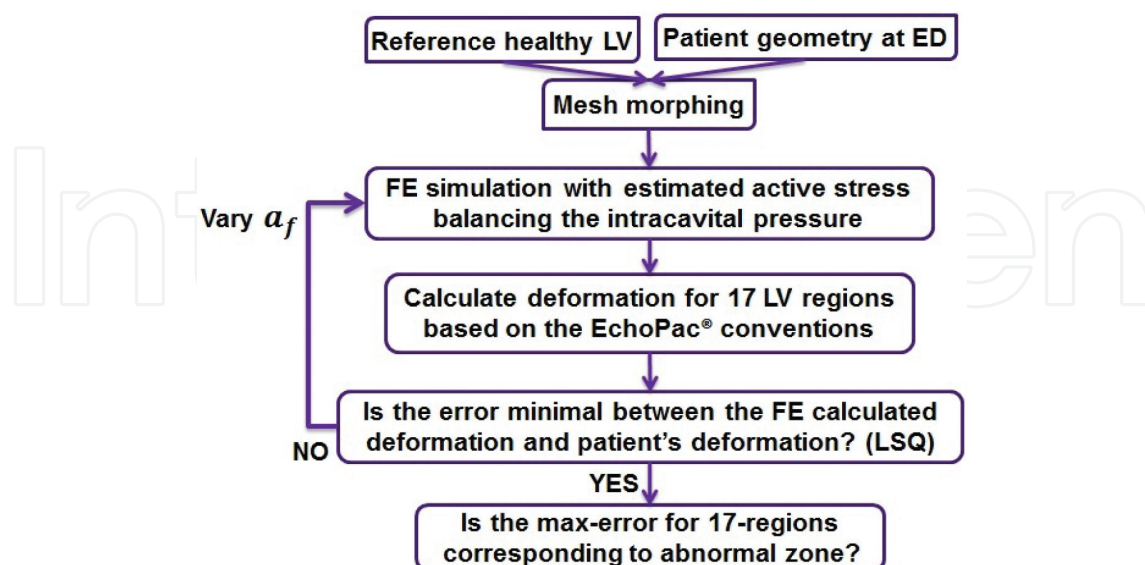 Reference healthy LV
Patient geometry at ED
Mesh morphing
FE simulation with estimated active stress
balancing the intracavital pressure
Vary a_f
Calculate deformation for 17 LV regions
based on the EchoPac® conventions
Is the error minimal between the FE calculated
deformation and patient's deformation? (LSQ)
NO
YES
Is the max-error for 17-regions
corresponding to abnormal zone?